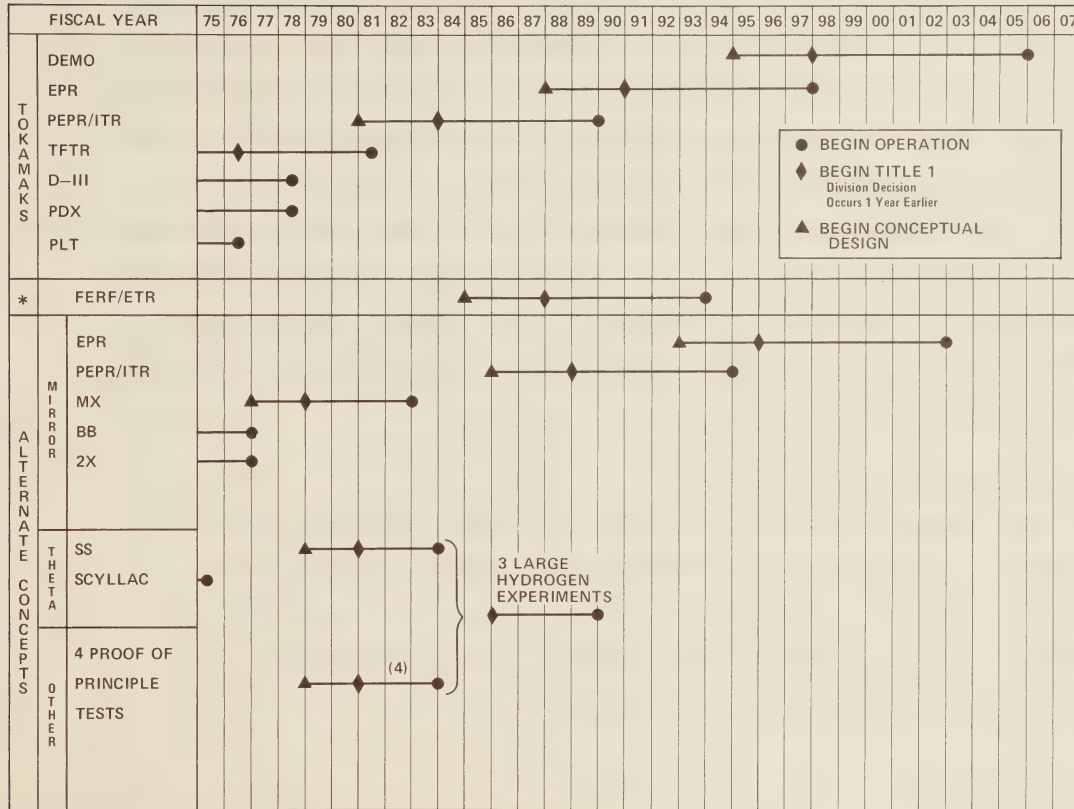 FISCAL YEAR 75 76 77 78 79 80 81 82 83 84 85 86 87 88 89 90 91 92 93 94 95 96 97 98 99 00 01 02 03 04 05 06 07
TOKAMAKS
DEMO
EPR
PEPR/ITR
TFTR
D–III
PDX
PLT
BEGIN OPERATION
BEGIN TITLE 1
Division Decision
Occurs 1 Year Earlier
BEGIN CONCEPTUAL
DESIGN
* FERF/ETR
ALTERNATE CONCEPTS
MIRROR
EPR
PEPR/ITR
MX
BB
2X
THETA
SS
SCYLLAC
3 LARGE
HYDROGEN
EXPERIMENTS
OTHER
4 PROOF OF
PRINCIPLE
TESTS
(4)